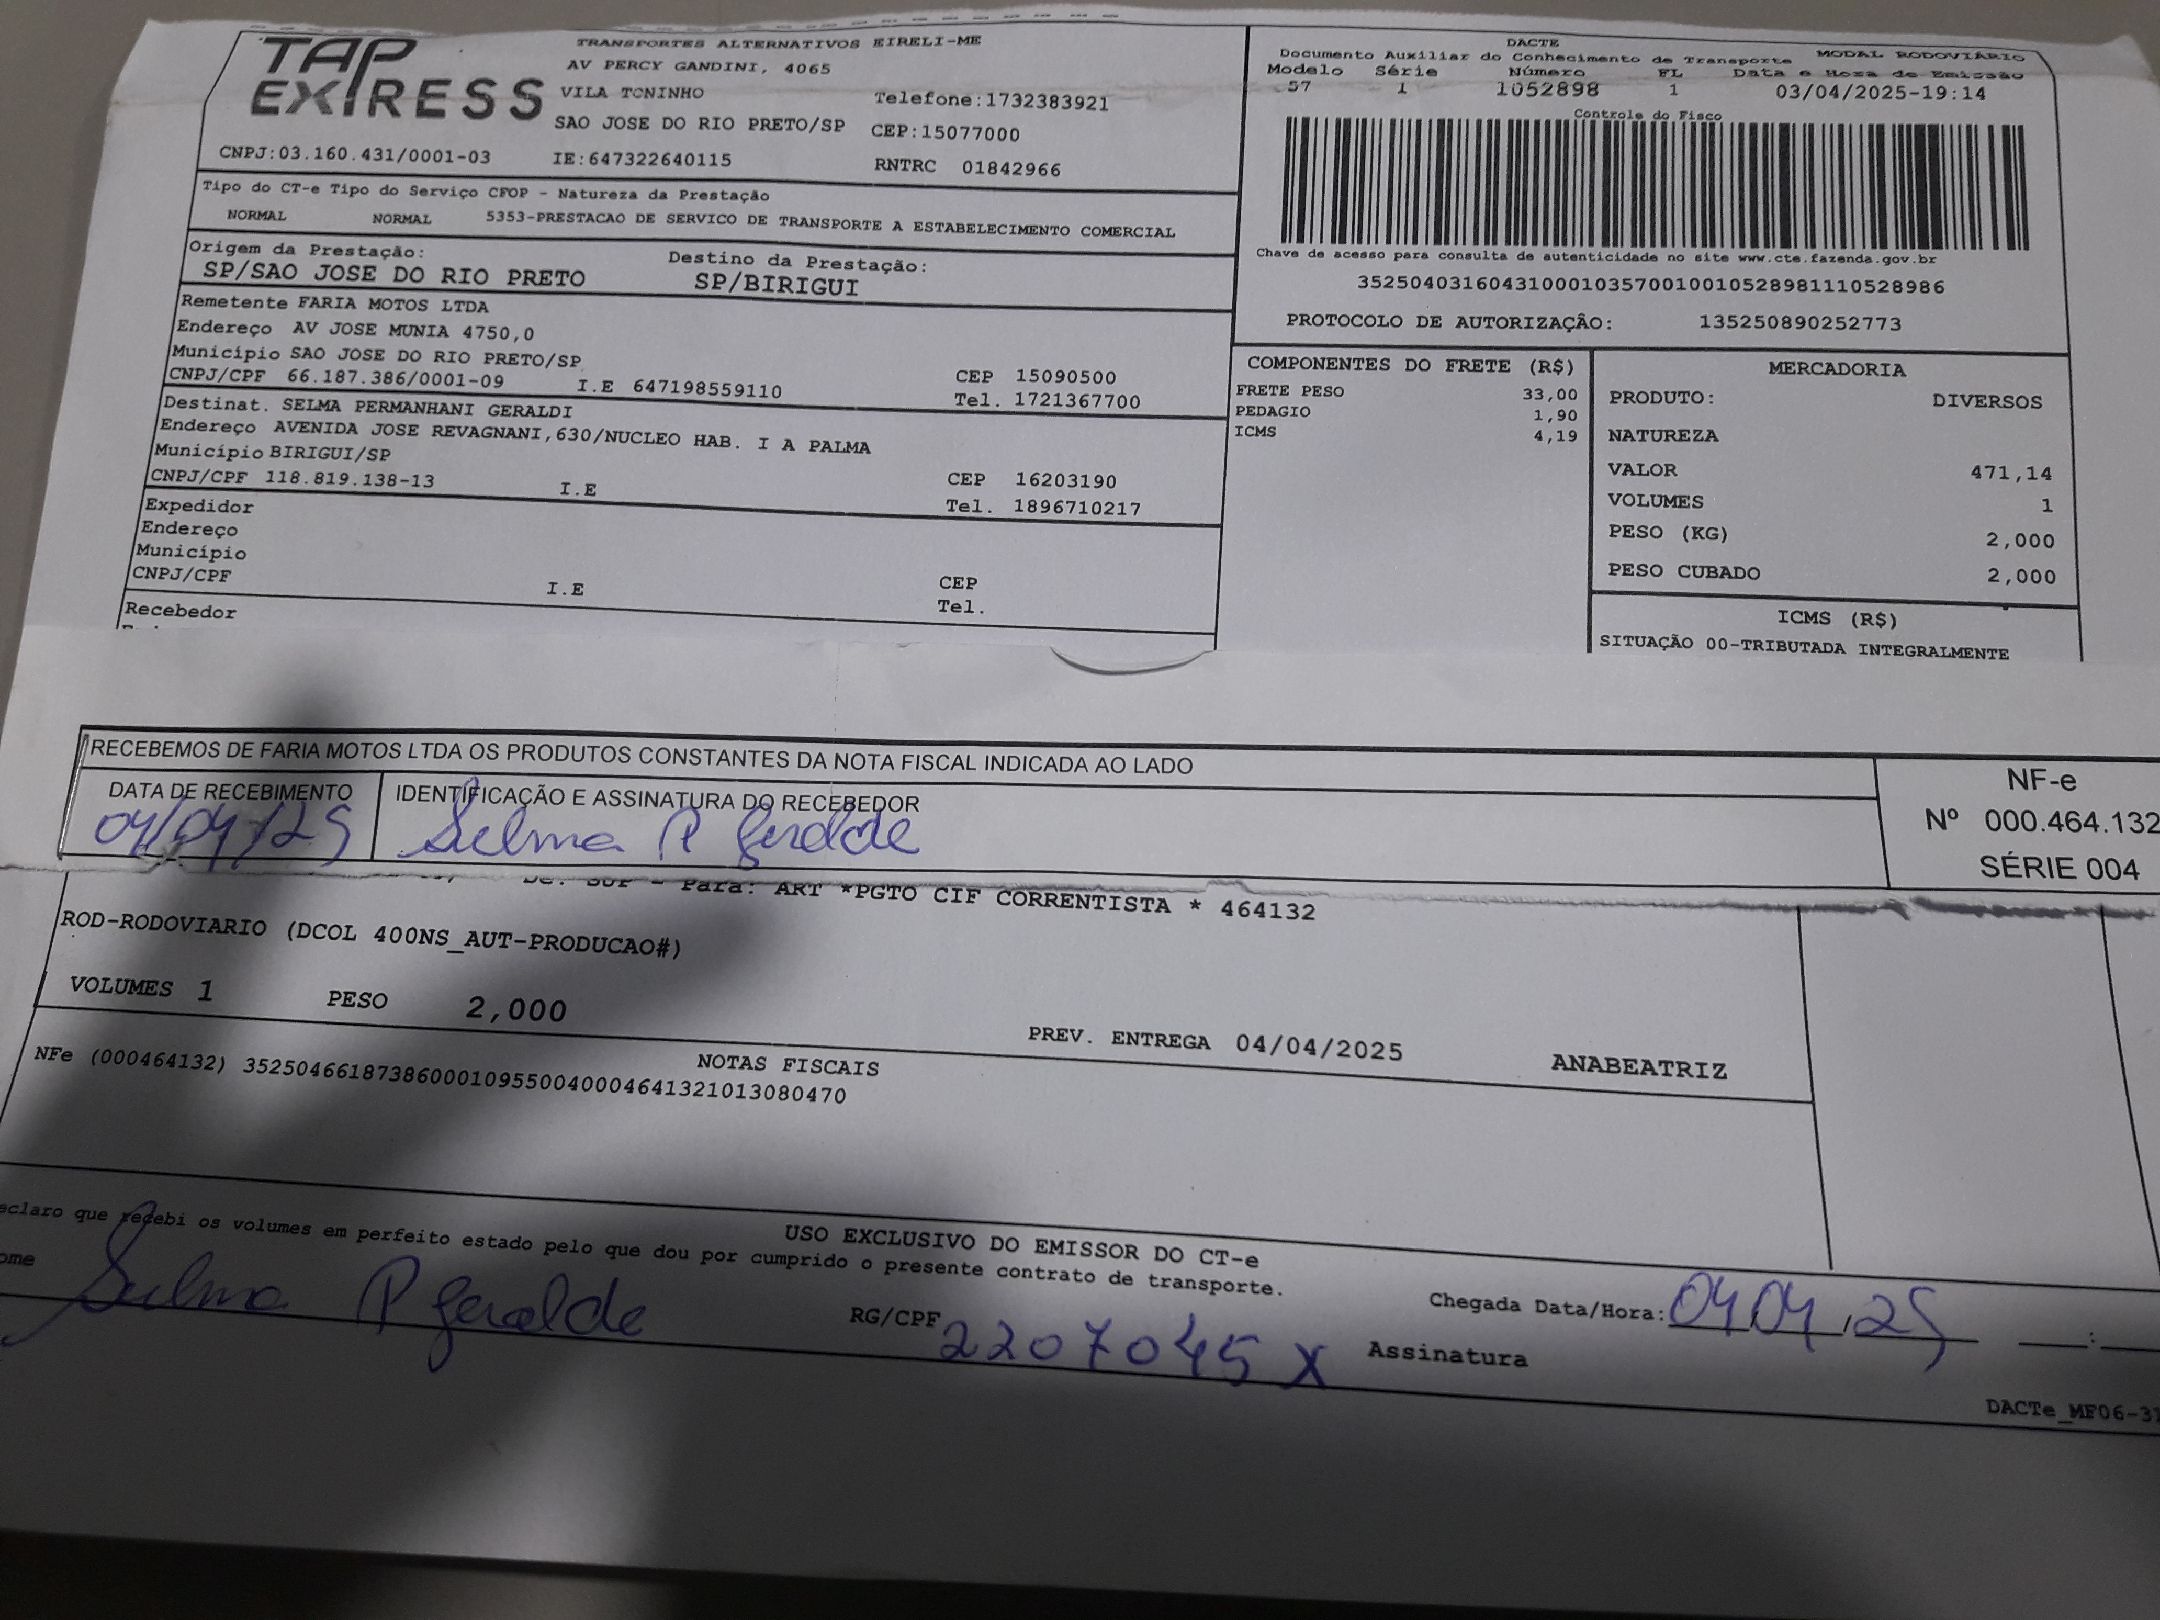 TAP EXPRESS
TRANSPORTES ALTERNATIVOS EIRELI-ME
AV PERCY GANDINI, 4065
VILA TONINHO
Telefone:1732383921
SAO JOSE DO RIO PRETO/SP CEP:15077000
CNPJ:03.160.431/0001-03 IE:647322640115 RNTRC 01842966
Tipo do CT-e Tipo do Serviço CFOP - Natureza da Prestação
NORMAL NORMAL 5353-PRESTACAO DE SERVICO DE TRANSPORTE A ESTABELECIMENTO COMERCIAL
Origem da Prestação: Destino da Prestação:
SP/SAO JOSE DO RIO PRETO SP/BIRIGUI
Remetente FARIA MOTOS LTDA
Endereço AV JOSE MUNIA 4750,0
Município SAO JOSE DO RIO PRETO/SP CEP 15090500
CNPJ/CPF 66.187.386/0001-09 I.E 647198559110 Tel. 1721367700
Destinat. SELMA PERMANHANI GERALDI
Endereço AVENIDA JOSE REVAGNANI,630/NUCLEO HAB. I A PALMA
Município BIRIGUI/SP CEP 16203190
CNPJ/CPF 118.819.138-13 I.E Tel. 1896710217
Expedidor
Endereço
Município CEP
CNPJ/CPF I.E Tel.
Recebedor
DACTE MODAL RODOVIÁRIO
Documento Auxiliar do Conhecimento de Transporte
Modelo Série Número FL Data e Hora de Emissão
57 1 1052898 1 03/04/2025-19:14
Controle do Fisco
Chave de acesso para consulta de autenticidade no site www.cte.fazenda.gov.br
35250403160431000103570010010528981110528986
PROTOCOLO DE AUTORIZAÇÃO: 135250890252773
COMPONENTES DO FRETE (R$)
FRETE PESO 33,00
PEDAGIO 1,90
ICMS 4,19
MERCADORIA
PRODUTO: DIVERSOS
NATUREZA
VALOR 471,14
VOLUMES 1
PESO (KG) 2,000
PESO CUBADO 2,000
ICMS (R$)
SITUAÇÃO 00-TRIBUTADA INTEGRALMENTE
RECEBEMOS DE FARIA MOTOS LTDA OS PRODUTOS CONSTANTES DA NOTA FISCAL INDICADA AO LADO
DATA DE RECEBIMENTO IDENTIFICAÇÃO E ASSINATURA DO RECEBEDOR
04/04/25 Selma P Geralde
NF-e
Nº 000.464.132
SÉRIE 004
Para: ART *PGTO CIF CORRENTISTA * 464132
ROD-RODOVIARIO (DCOL 400NS_AUT-PRODUCAO#)
VOLUMES 1 PESO 2,000
PREV. ENTREGA 04/04/2025 ANABEATRIZ
NOTAS FISCAIS
NFe (000464132) 35250466187386000109550040004641321013080470
USO EXCLUSIVO DO EMISSOR DO CT-e
eclaro que recebi os volumes em perfeito estado pelo que dou por cumprido o presente contrato de transporte.
ome Selma P Geralde RG/CPF 2207045X Chegada Data/Hora: 04/04/25 :
Assinatura
DACTe_MF06-31